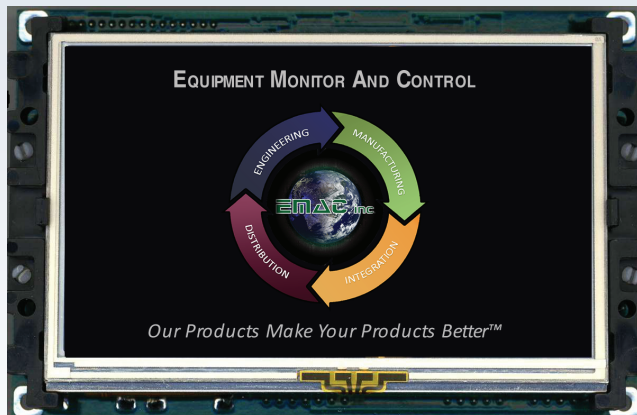 EQUIPMENT MONITOR AND CONTROL
ENGINEERING
MANUFACTURING
EMAC, inc
DISTRIBUTION
INTEGRATION
Our Products Make Your Products Better™